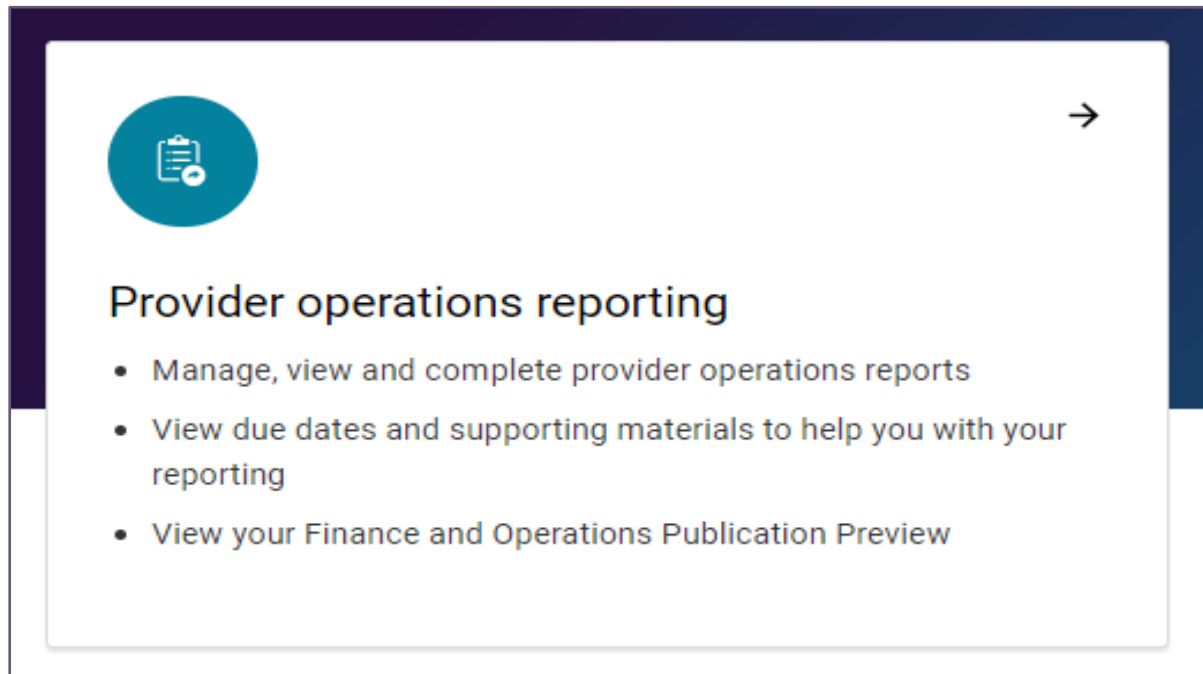 Provider operations reporting
• Manage, view and complete provider operations reports
• View due dates and supporting materials to help you with your
reporting
• View your Finance and Operations Publication Preview